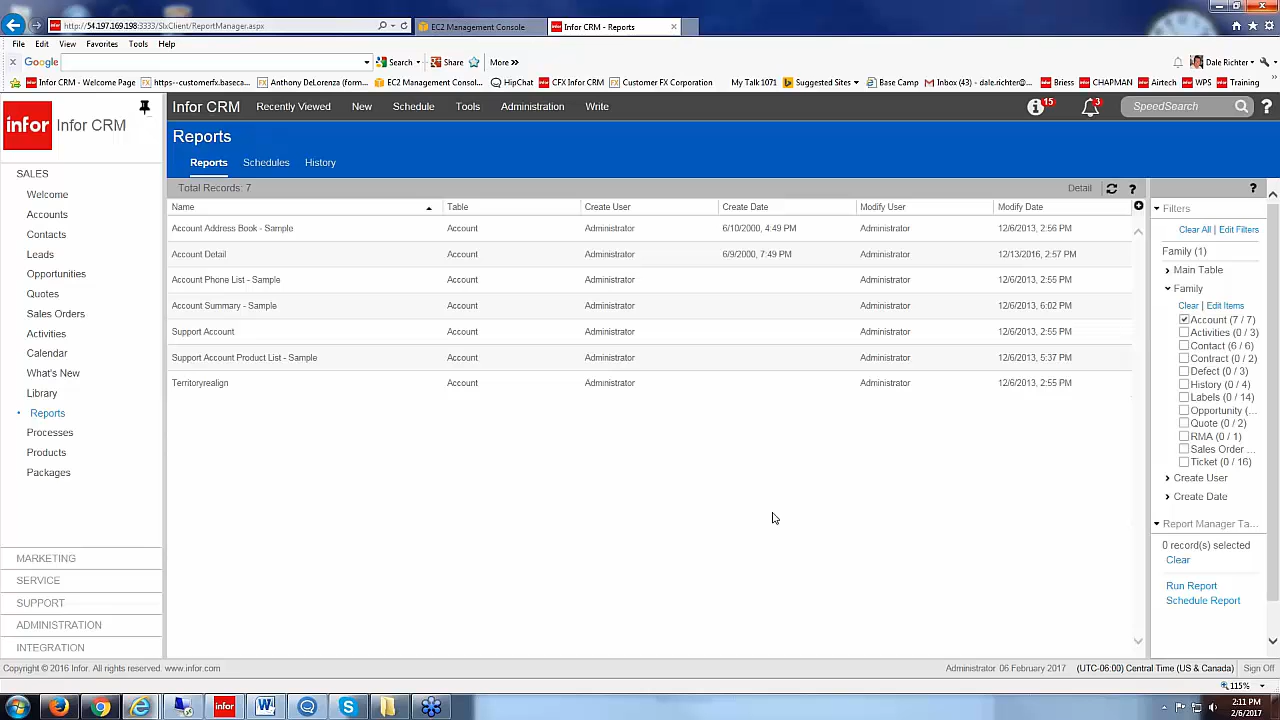 http://54.197.169.198:3333/SlxClient/ReportManager.aspx
EC2 Management Console
Infor CRM - Reports
File Edit View Favorites Tools Help
Google
Search
Share
More »
Dale Richter
Infor CRM - Welcome Page
https--customerfx.baseca...
Anthony DeLorenza (form...
EC2 Management Consol...
HipChat
CFX Infor CRM
Customer FX Corporation
My Talk 1071
Suggested Sites
Base Camp
Inbox (43) - dale.richter@...
Briess
CHAPMAN
Airtech
WPS
Training
infor
Infor CRM
Infor CRM Recently Viewed New Schedule Tools Administration Write
15
3
SpeedSearch
?
Reports
Reports Schedules History
SALES
Welcome
Accounts
Contacts
Leads
Opportunities
Quotes
Sales Orders
Activities
Calendar
What's New
Library
• Reports
Processes
Products
Packages
MARKETING
SERVICE
SUPPORT
ADMINISTRATION
INTEGRATION
Total Records: 7
Detail
?
Name Table Create User Create Date Modify User Modify Date
Account Address Book - Sample Account Administrator 6/10/2000, 4:49 PM Administrator 12/6/2013, 2:56 PM
Account Detail Account Administrator 6/9/2000, 7:49 PM Administrator 12/13/2016, 2:57 PM
Account Phone List - Sample Account Administrator Administrator 12/6/2013, 2:55 PM
Account Summary - Sample Account Administrator Administrator 12/6/2013, 6:02 PM
Support Account Account Administrator Administrator 12/6/2013, 2:55 PM
Support Account Product List - Sample Account Administrator Administrator 12/6/2013, 5:37 PM
Territoryrealign Account Administrator Administrator 12/6/2013, 2:55 PM
?
Filters
Clear All | Edit Filters
Family (1)
Main Table
Family
Clear | Edit Items
Account (7 / 7)
Activities (0 / 3)
Contact (6 / 6)
Contract (0 / 2)
Defect (0 / 3)
History (0 / 4)
Labels (0 / 14)
Opportunity (...
Quote (0 / 2)
RMA (0 / 1)
Sales Order ...
Ticket (0 / 16)
Create User
Create Date
Report Manager Ta...
0 record(s) selected
Clear
Run Report
Schedule Report
Copyright © 2016 Infor. All rights reserved. www.infor.com
Administrator 06 February 2017 (UTC-06:00) Central Time (US & Canada) Sign Off
115%
infor
2:11 PM
2/6/2017